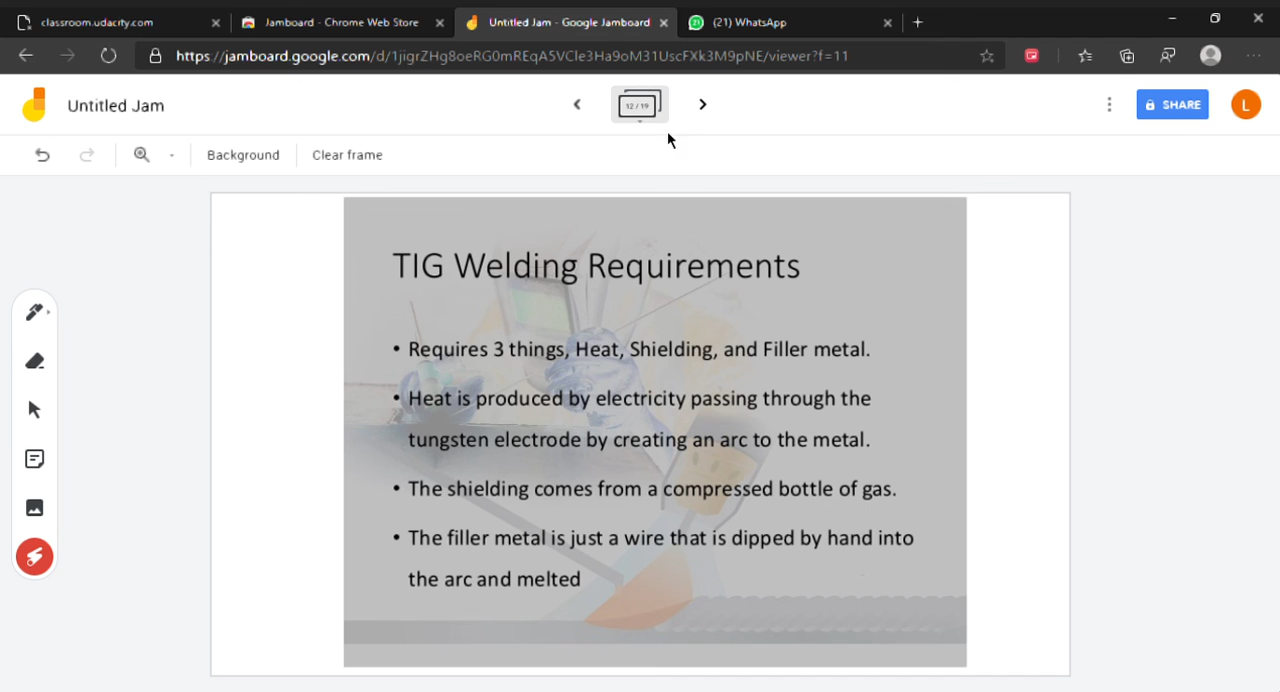 classroom.udacity.com
Jamboard - Chrome Web Store
Untitled Jam - Google Jamboard
(21) WhatsApp
https://jamboard.google.com/d/1jigrZHg8oeRG0mREqA5VCle3Ha9oM31UscFXk3M9pNE/viewer?f=11
Untitled Jam
12 / 19
SHARE
L
Background
Clear frame
TIG Welding Requirements
• Requires 3 things, Heat, Shielding, and Filler metal.
• Heat is produced by electricity passing through the
tungsten electrode by creating an arc to the metal.
• The shielding comes from a compressed bottle of gas.
• The filler metal is just a wire that is dipped by hand into
the arc and melted